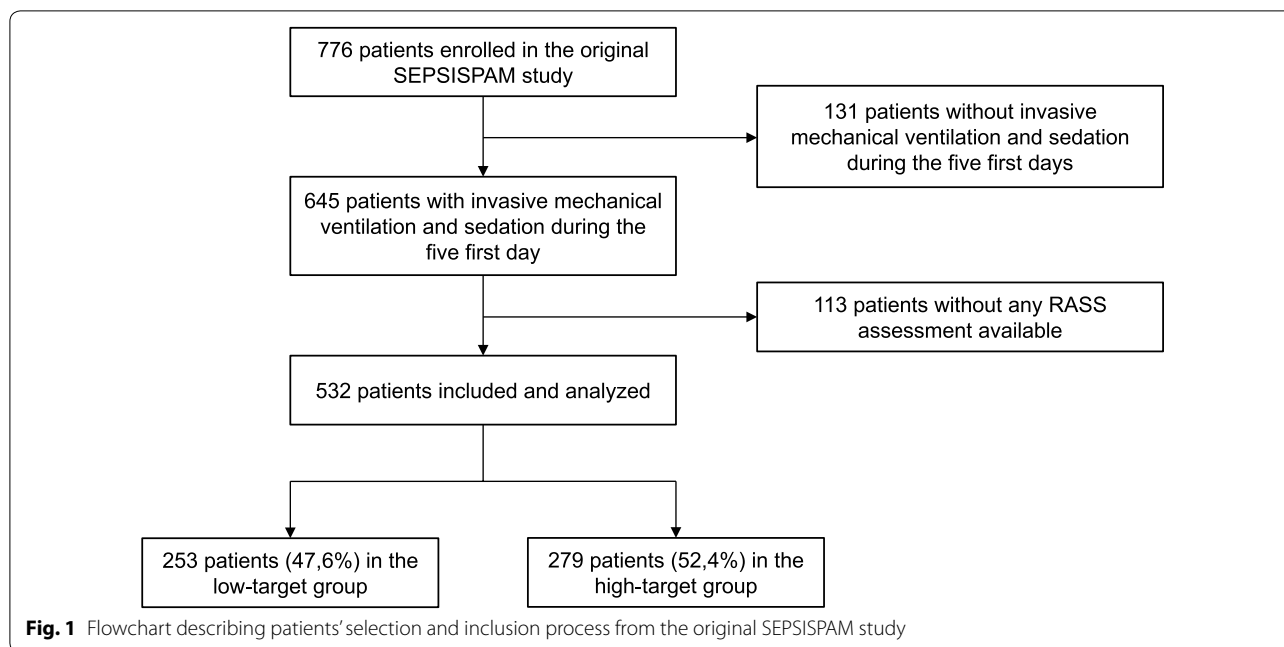 776 patients enrolled in the original
SEPSISPAM study
131 patients without invasive
mechanical ventilation and sedation
during the five first days
645 patients with invasive mechanical
ventilation and sedation during the
five first day
113 patients without any RASS
assessment available
532 patients included and analyzed
253 patients (47,6%) in the
low-target group
279 patients (52,4%) in the
high-target group
Fig. 1 Flowchart describing patients' selection and inclusion process from the original SEPSISPAM study